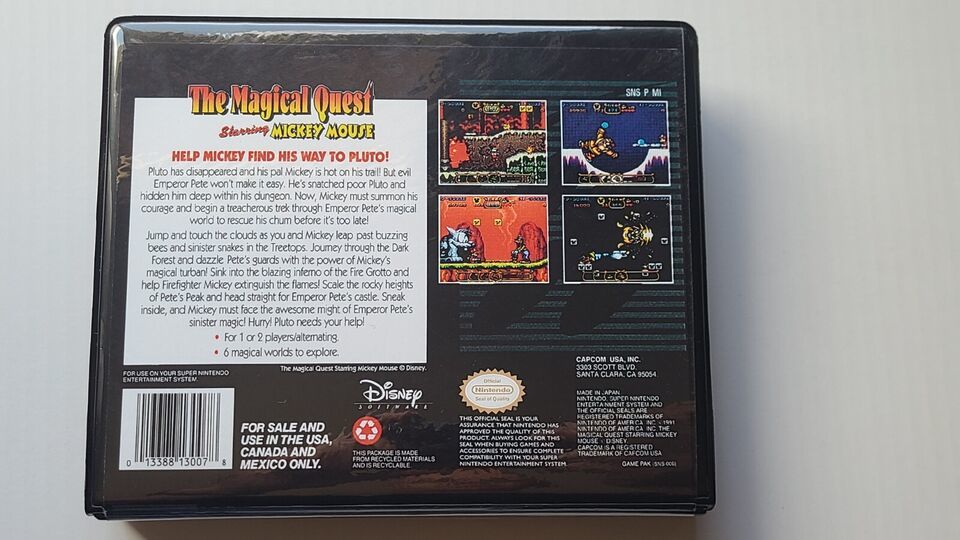 SNS P MI
The Magical Quest
Starring MICKEY MOUSE
HELP MICKEY FIND HIS WAY TO PLUTO!
Pluto has disappeared and his pal Mickey is hot on his trail! But evil
Emperor Pete won't make it easy. He's snatched poor Pluto and
hidden him deep within his dungeon. Now, Mickey must summon his
courage and begin a treacherous trek through Emperor Pete's magical
world to rescue his chum before it's too late!
Jump and touch the clouds as you and Mickey leap past buzzing
bees and sinister snakes in the Treetops. Journey through the Dark
Forest and dazzle Pete's guards with the power of Mickey's
magical turban! Sink into the blazing inferno of the Fire Grotto and
help Firefighter Mickey extinguish the flames! Scale the rocky heights
of Pete's Peak and head straight for Emperor Pete's castle. Sneak
inside, and Mickey must face the awesome might of Emperor Pete's
sinister magic! Hurry! Pluto needs your help!
• For 1 or 2 players/alternating.
• 6 magical worlds to explore.
The Magical Quest Starring Mickey Mouse © Disney.
FOR USE ON YOUR SUPER NINTENDO
ENTERTAINMENT SYSTEM.
0 13388 13007 8
FOR SALE AND
USE IN THE USA,
CANADA AND
MEXICO ONLY.
Disney
SOFTWARE
THIS PACKAGE IS MADE
FROM RECYCLED MATERIALS
AND IS RECYCLABLE.
Official
Nintendo
Seal of Quality
THIS OFFICIAL SEAL IS YOUR
ASSURANCE THAT NINTENDO HAS
APPROVED THE QUALITY OF THIS
PRODUCT. ALWAYS LOOK FOR THIS
SEAL WHEN BUYING GAMES AND
ACCESSORIES TO ENSURE COMPLETE
COMPATIBILITY WITH YOUR SUPER
NINTENDO ENTERTAINMENT SYSTEM.
CAPCOM USA, INC.
3303 SCOTT BLVD.
SANTA CLARA, CA 95054.
MADE IN JAPAN
NINTENDO, SUPER NINTENDO
ENTERTAINMENT SYSTEM AND
THE OFFICIAL SEALS ARE
REGISTERED TRADEMARKS OF
NINTENDO OF AMERICA INC. © 1991
NINTENDO OF AMERICA INC. THE
MAGICAL QUEST STARRING MICKEY
MOUSE © DISNEY.
CAPCOM IS A REGISTERED
TRADEMARK OF CAPCOM USA
GAME PAK (SNS-006)